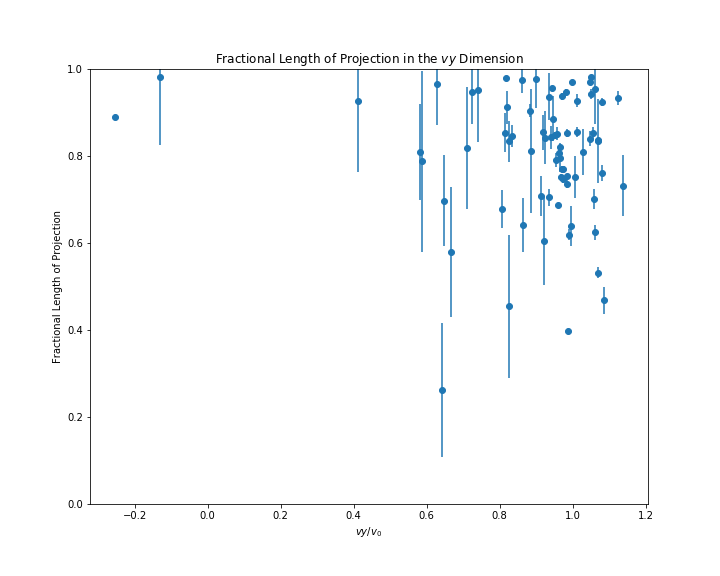 Fractional Length of Projection in the vy Dimension
1.0
0.8
0.6
0.4
0.2
0.0
Fractional Length of Projection
−0.2 0.0 0.2 0.4 0.6 0.8 1.0 1.2
vy/v₀